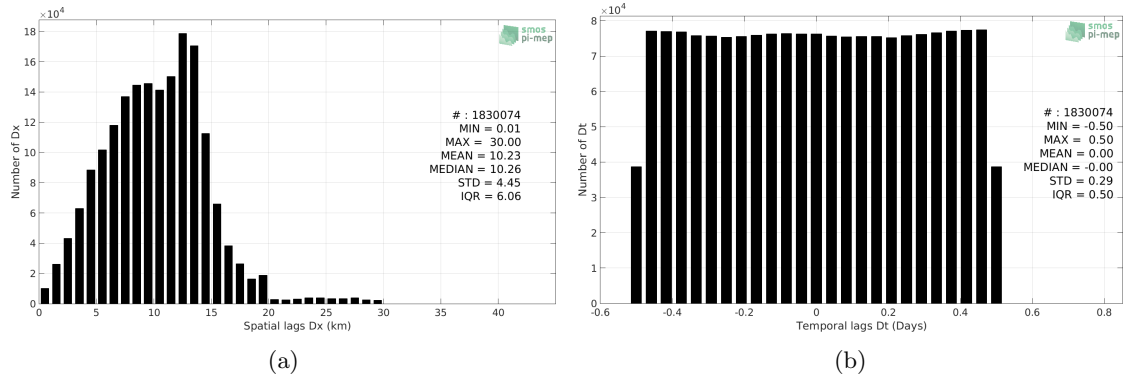 ×10⁴
18
16
14
12
10
8
6
4
2
0
0 5 10 15 20 25 30 35 40
Number of Dx
Spatial lags Dx (km)
smos
pi-mep
# : 1830074
MIN = 0.01
MAX = 30.00
MEAN = 10.23
MEDIAN = 10.26
STD = 4.45
IQR = 6.06
(a)
×10⁴
8
7
6
5
4
3
2
1
0
-0.6 -0.4 -0.2 0 0.2 0.4 0.6 0.8
Number of Dt
Temporal lags Dt (Days)
smos
pi-mep
# : 1830074
MIN = -0.50
MAX = 0.50
MEAN = 0.00
MEDIAN = -0.00
STD = 0.29
IQR = 0.50
(b)